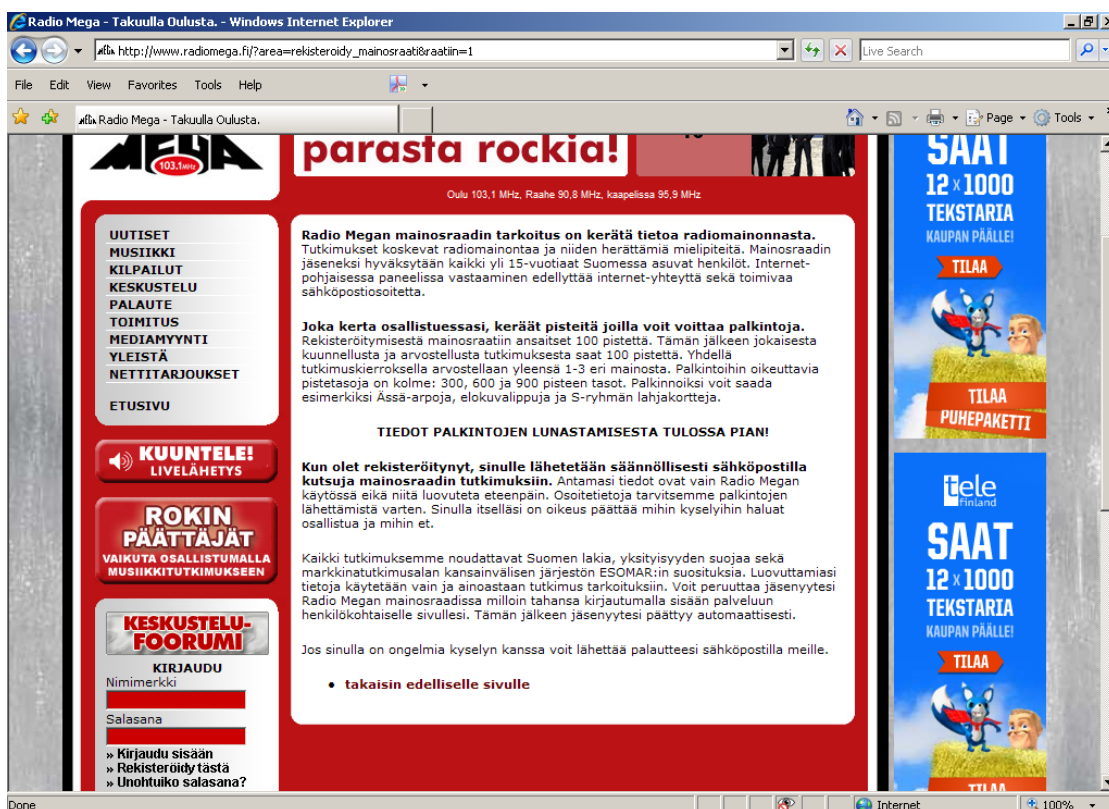 Radio Mega - Takuulla Oulusta. - Windows Internet Explorer
http://www.radiomega.fi/?area=rekisteroidy_mainosraati&raatiin=1
Live Search
File Edit View Favorites Tools Help
Radio Mega - Takuulla Oulusta.
Page Tools
MEGA
103.1 MHz
parasta rockia!
Oulu 103,1 MHz, Raahe 90,8 MHz, kaapelissa 95,9 MHz
UUTISET
MUSIIKKI
KILPAILUT
KESKUSTELU
PALAUTE
TOIMITUS
MEDIAMYYNTI
YLEISTÄ
NETTITARJOUKSET
ETUSIVU
KUUNTELE!
LIVELÄHETYS
ROKIN
PÄÄTTÄJÄT
VAIKUTA OSALLISTUMALLA
MUSIIKKITUTKIMUKSEEN
KESKUSTELU-
FOORUMI
KIRJAUDU
Nimimerkki
Salasana
» Kirjaudu sisään
» Rekisteröidy tästä
» Unohtuiko salasana?
Radio Megan mainosraadin tarkoitus on kerätä tietoa radiomainonnasta.
Tutkimukset koskevat radiomainontaa ja niiden herättämiä mielipiteitä. Mainosraadin
jäseneksi hyväksytään kaikki yli 15-vuotiaat Suomessa asuvat henkilöt. Internet-
pohjaisessa paneelissa vastaaminen edellyttää internet-yhteyttä sekä toimivaa
sähköpostiosoitetta.
Joka kerta osallistuessasi, keräät pisteitä joilla voit voittaa palkintoja.
Rekisteröitymisestä mainosraatiin ansaitset 100 pistettä. Tämän jälkeen jokaisesta
kuunnellusta ja arvostellusta tutkimuksesta saat 100 pistettä. Yhdellä
tutkimuskierroksella arvostellaan yleensä 1-3 eri mainosta. Palkintoihin oikeuttavia
pistetasoja on kolme: 300, 600 ja 900 pisteen tasot. Palkinnoiksi voit saada
esimerkiksi Ässä-arpoja, elokuvalippuja ja S-ryhmän lahjakortteja.
TIEDOT PALKINTOJEN LUNASTAMISESTA TULOSSA PIAN!
Kun olet rekisteröitynyt, sinulle lähetetään säännöllisesti sähköpostilla
kutsuja mainosraadin tutkimuksiin. Antamasi tiedot ovat vain Radio Megan
käytössä eikä niitä luovuteta eteenpäin. Osoitetietoja tarvitsemme palkintojen
lähettämistä varten. Sinulla itselläsi on oikeus päättää mihin kyselyihin haluat
osallistua ja mihin et.
Kaikki tutkimuksemme noudattavat Suomen lakia, yksityisyyden suojaa sekä
markkinatutkimusalan kansainvälisen järjestön ESOMAR:in suosituksia. Luovuttamiasi
tietoja käytetään vain ja ainoastaan tutkimus tarkoituksiin. Voit peruuttaa jäsenyytesi
Radio Megan mainosraadissa milloin tahansa kirjautumalla sisään palveluun
henkilökohtaiselle sivullesi. Tämän jälkeen jäsenyytesi päättyy automaattisesti.
Jos sinulla on ongelmia kyselyn kanssa voit lähettää palautteesi sähköpostilla meille.
• takaisin edelliselle sivulle
SAAT
12 x 1000
TEKSTARIA
KAUPAN PÄÄLLE!
TILAA
TILAA
PUHEPAKETTI
tele
finland
SAAT
12 x 1000
TEKSTARIA
KAUPAN PÄÄLLE!
TILAA
TILAA
Done
Internet
100%